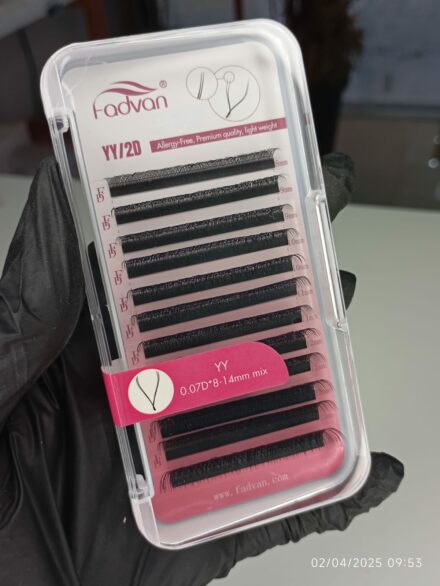 Fadvan®
YY/2D
Allergy-Free, Premium quality, light weight
YY
0.07D*8-14mm mix
www.fadvan.com
02/04/2025 09:53